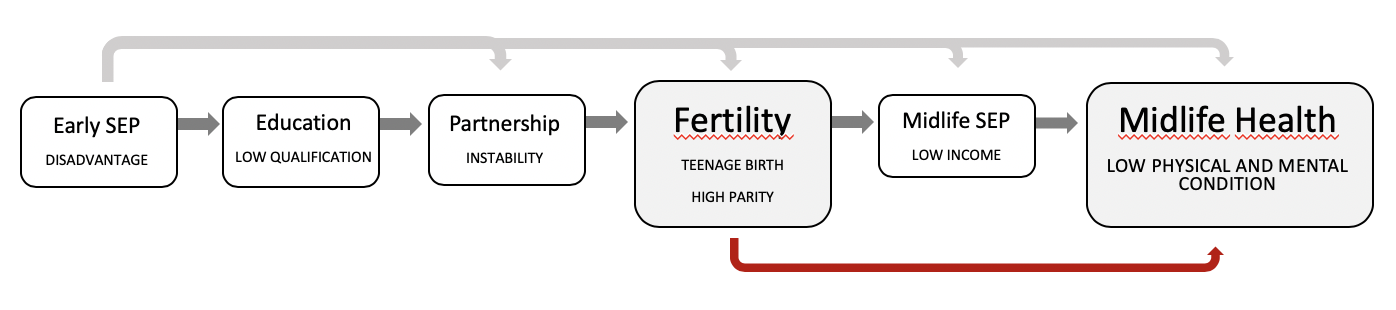 Early SEP
DISADVANTAGE
Education
LOW QUALIFICATION
Partnership
INSTABILITY
Fertility
TEENAGE BIRTH
HIGH PARITY
Midlife SEP
LOW INCOME
Midlife Health
LOW PHYSICAL AND MENTAL
CONDITION